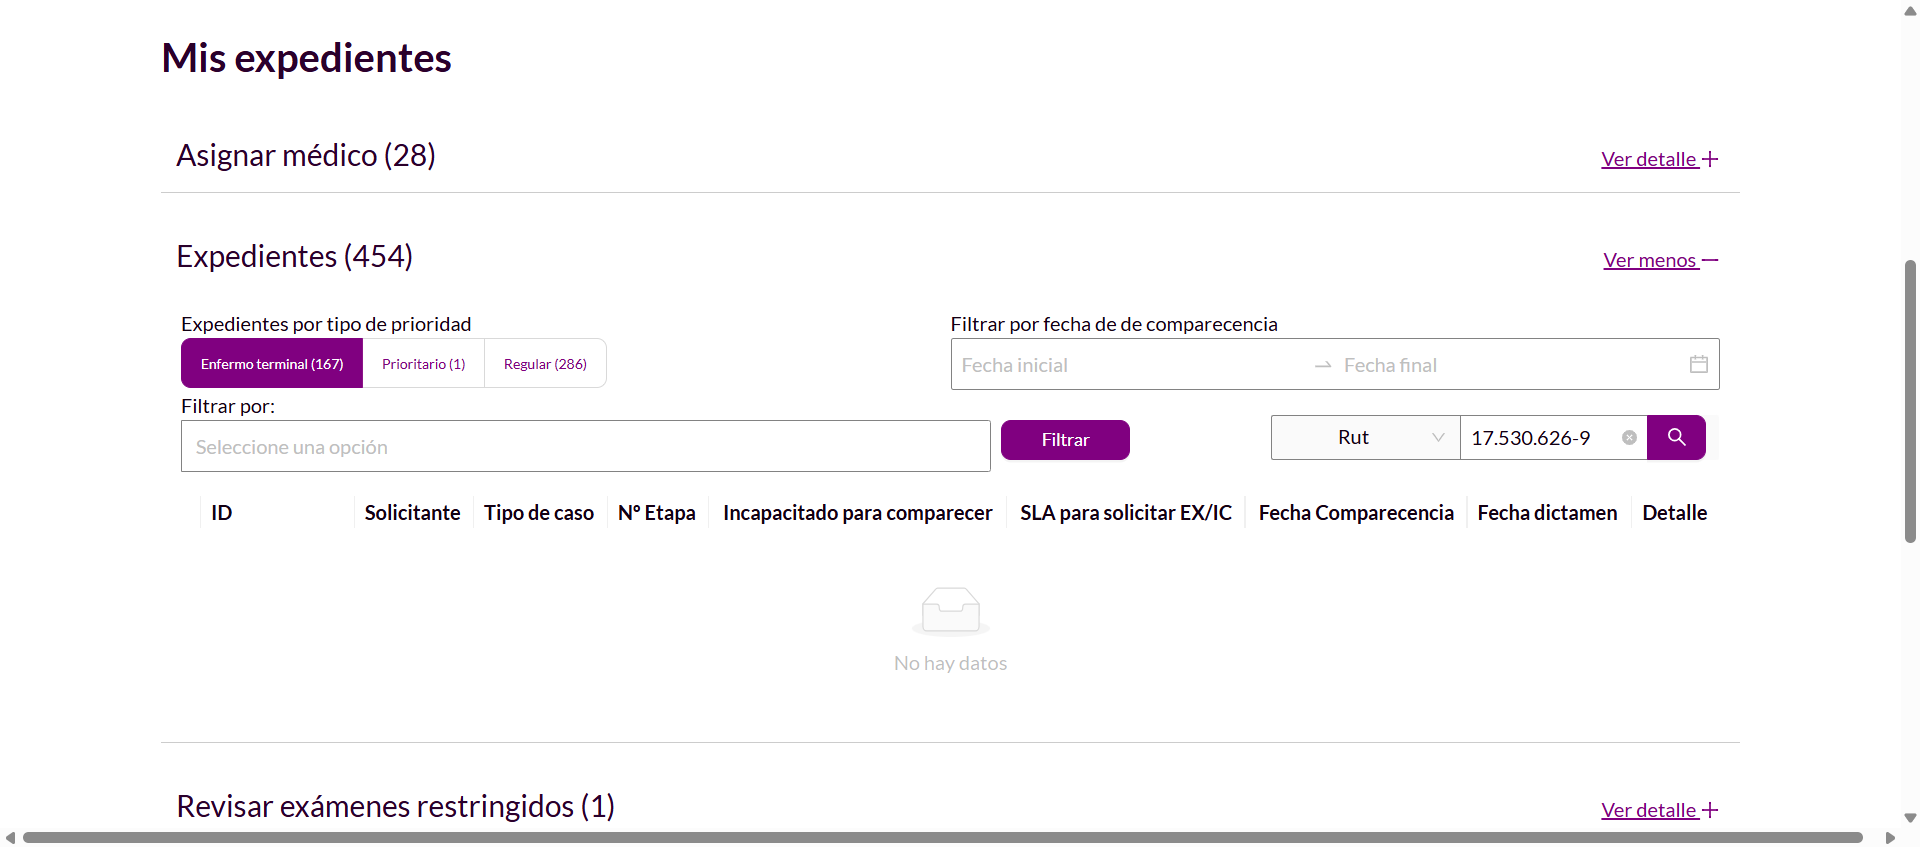 Mis expedientes
Asignar médico (28)
Ver detalle
Expedientes (454)
Ver menos
Expedientes por tipo de prioridad
Filtrar por fecha de de comparecencia
Enfermo terminal (167)
Prioritario (1)
Regular (286)
Fecha inicial
Fecha final
Filtrar por:
Seleccione una opción
Filtrar
Rut
17.530.626-9
ID
Solicitante
Tipo de caso
N° Etapa
Incapacitado para comparecer
SLA para solicitar EX/IC
Fecha Comparecencia
Fecha dictamen
Detalle
No hay datos
Revisar exámenes restringidos (1)
Ver detalle